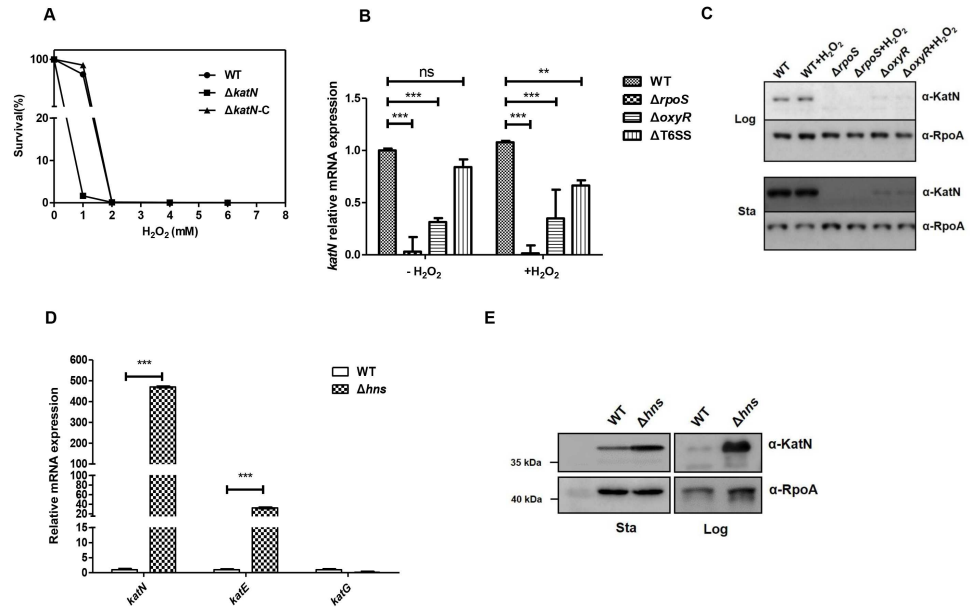 A
Survival(%)
100
20
10
0
0 1 2 3 4 5 6 7 8
H₂O₂ (mM)
WT
ΔkatN
ΔkatN-C
B
katN relative mRNA expression
1.5
1.0
0.5
0.0
ns
***
***
**
***
***
- H₂O₂
+H₂O₂
WT
ΔrpoS
ΔoxyR
ΔT6SS
C
WT
WT+H₂O₂
ΔrpoS
ΔrpoS+H₂O₂
ΔoxyR
ΔoxyR+H₂O₂
Log
α-KatN
α-RpoA
Sta
α-KatN
α-RpoA
D
Relative mRNA expression
600
500
400
300
200
100
100
80
60
40
20
15
10
5
0
***
***
katN
katE
katG
WT
Δhns
E
WT
Δhns
WT
Δhns
α-KatN
35 kDa
α-RpoA
40 kDa
Sta
Log